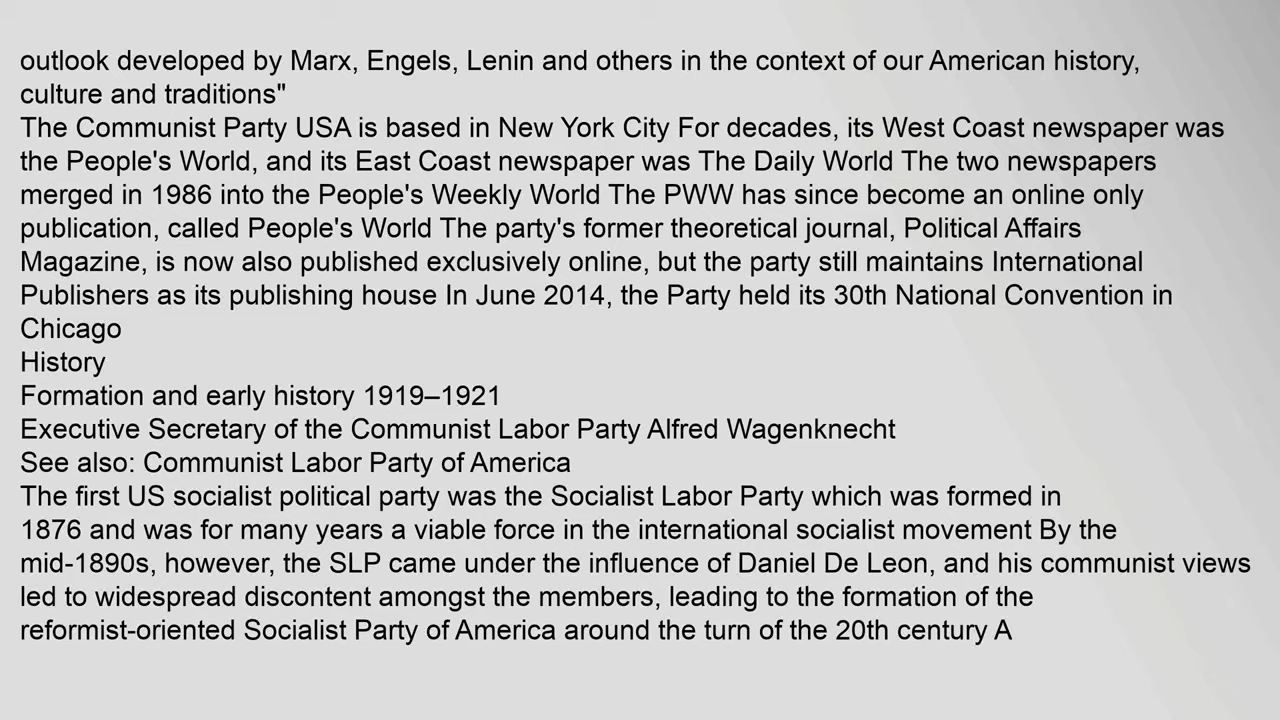 outlook developed by Marx, Engels, Lenin and others in the context of our American history,
culture and traditions"
The Communist Party USA is based in New York City For decades, its West Coast newspaper was
the People's World, and its East Coast newspaper was The Daily World The two newspapers
merged in 1986 into the People's Weekly World The PWW has since become an online only
publication, called People's World The party's former theoretical journal, Political Affairs
Magazine, is now also published exclusively online, but the party still maintains International
Publishers as its publishing house In June 2014, the Party held its 30th National Convention in
Chicago
History
Formation and early history 1919–1921
Executive Secretary of the Communist Labor Party Alfred Wagenknecht
See also: Communist Labor Party of America
The first US socialist political party was the Socialist Labor Party which was formed in
1876 and was for many years a viable force in the international socialist movement By the
mid-1890s, however, the SLP came under the influence of Daniel De Leon, and his communist views
led to widespread discontent amongst the members, leading to the formation of the
reformist-oriented Socialist Party of America around the turn of the 20th century A